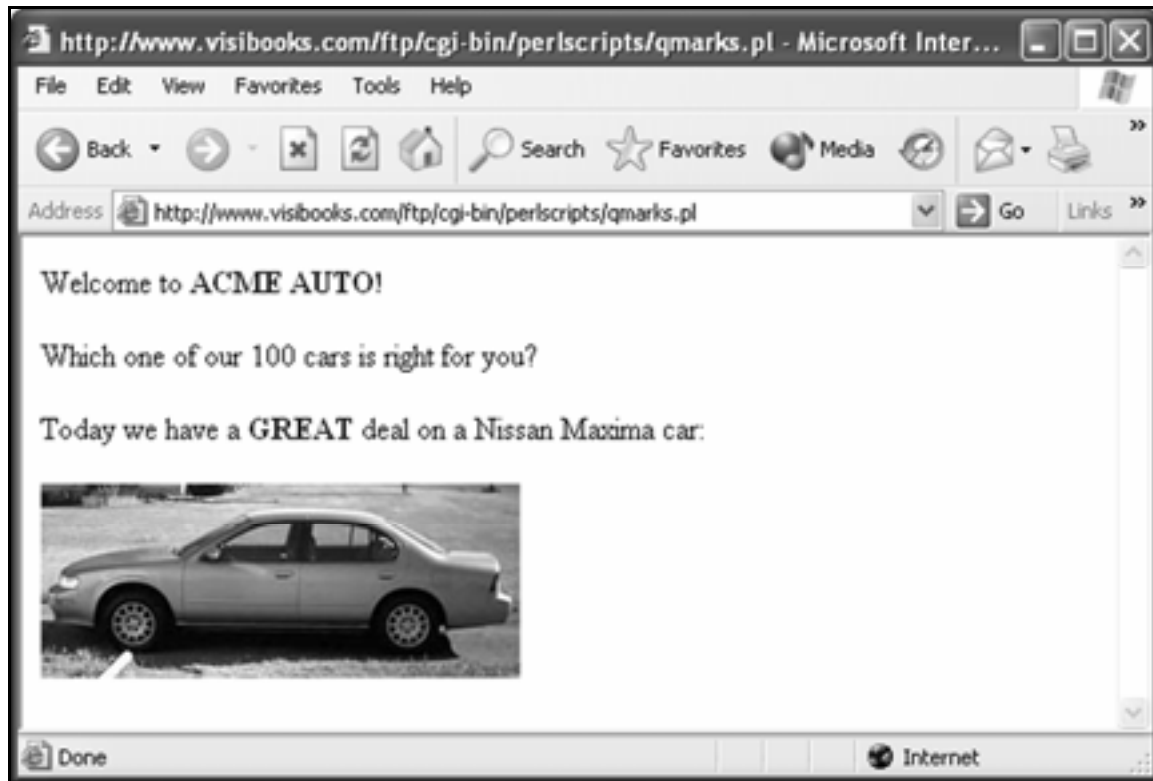 http://www.visibooks.com/ftp/cgi-bin/perlscripts/qmarks.pl - Microsoft Inter...
File Edit View Favorites Tools Help
Back Search Favorites Media »
Address http://www.visibooks.com/ftp/cgi-bin/perlscripts/qmarks.pl Go Links »
Welcome to ACME AUTO!
Which one of our 100 cars is right for you?
Today we have a GREAT deal on a Nissan Maxima car:
Done Internet